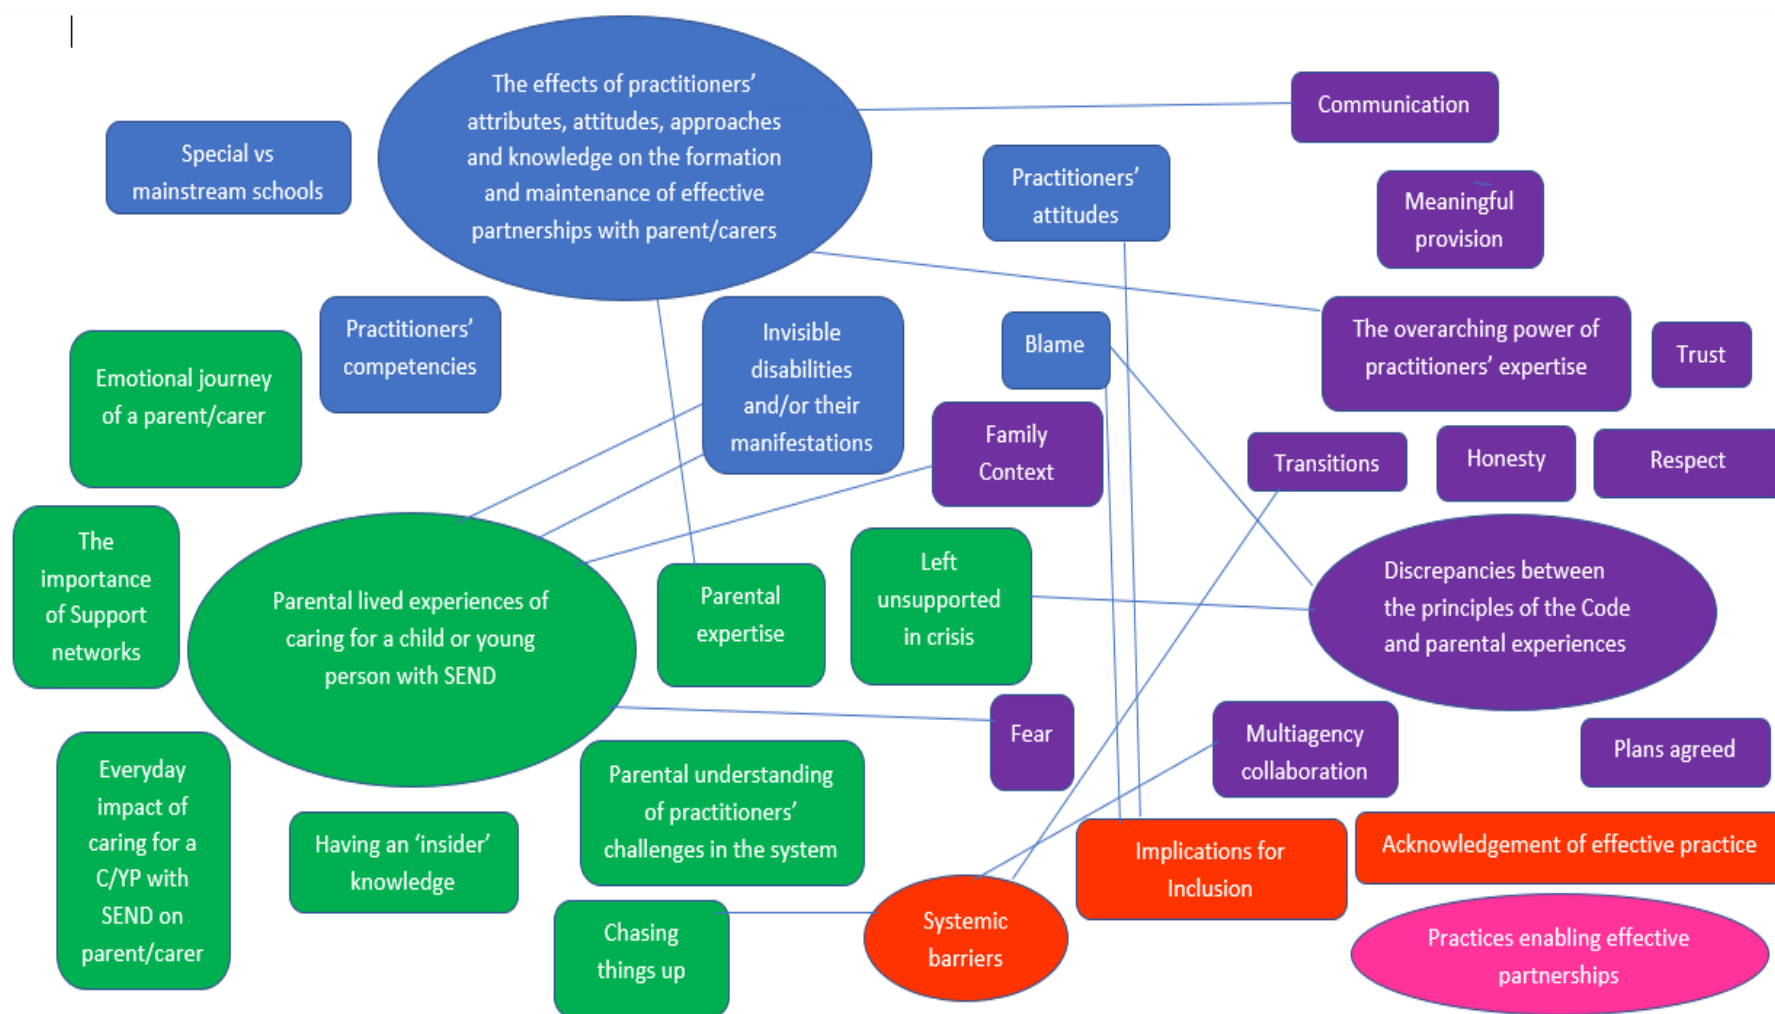 The effects of practitioners'
attributes, attitudes, approaches
and knowledge on the formation
and maintenance of effective
partnerships with parent/carers
Communication
Special vs
mainstream schools
Practitioners'
attitudes
Meaningful
provision
Practitioners'
competencies
Invisible
disabilities
and/or their
manifestations
Blame
The overarching power of
practitioners' expertise
Trust
Emotional journey
of a parent/carer
Family
Context
Transitions
Honesty
Respect
The
importance
of Support
networks
Parental lived experiences of
caring for a child or young
person with SEND
Parental
expertise
Left
unsupported
in crisis
Discrepancies between
the principles of the Code
and parental experiences
Fear
Multiagency
collaboration
Plans agreed
Everyday
impact of
caring for a
C/YP with
SEND on
parent/carer
Having an 'insider'
knowledge
Parental understanding
of practitioners'
challenges in the system
Implications for
Inclusion
Acknowledgement of effective practice
Chasing
things up
Systemic
barriers
Practices enabling effective
partnerships